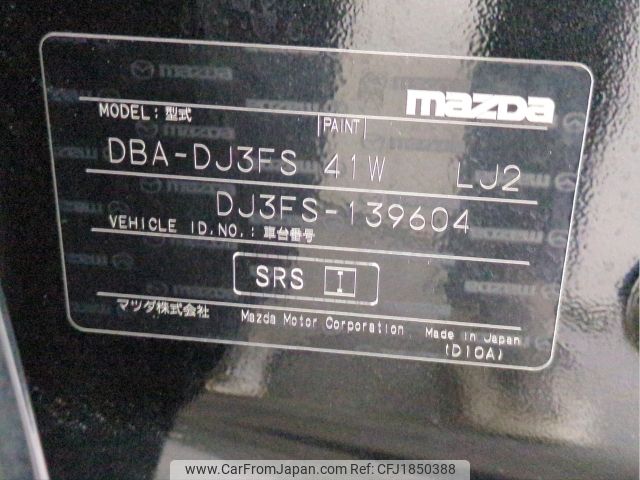 mazda
mazda
MODEL: 型式
PAINT
DBA-DJ3FS 41W LJ2
DJ3FS-139604
VEHICLE ID.NO.: 車台番号
SRS I
マツダ株式会社 Mazda Motor Corporation Made in Japan
(D10A)
www.CarFromJapan.com | Ref No. CFJ1850388